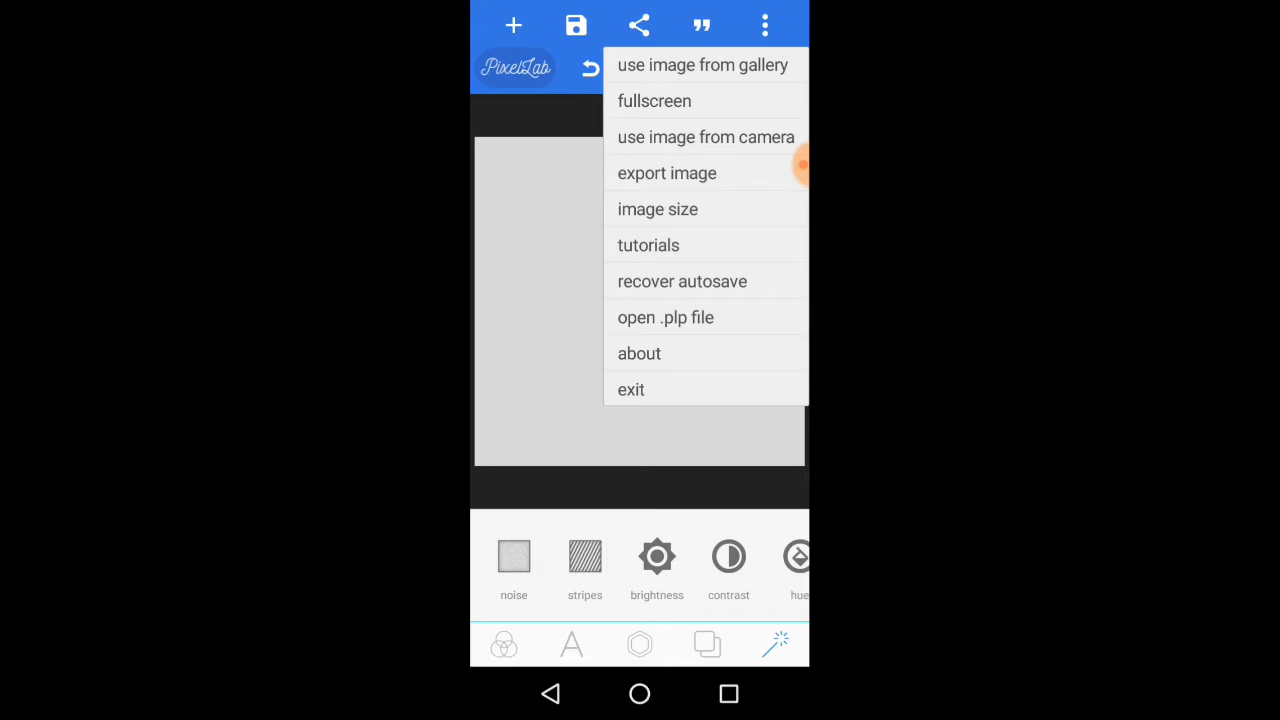 PixelLab
use image from gallery
fullscreen
use image from camera
export image
image size
tutorials
recover autosave
open .plp file
about
exit
noise
stripes
brightness
contrast
hue